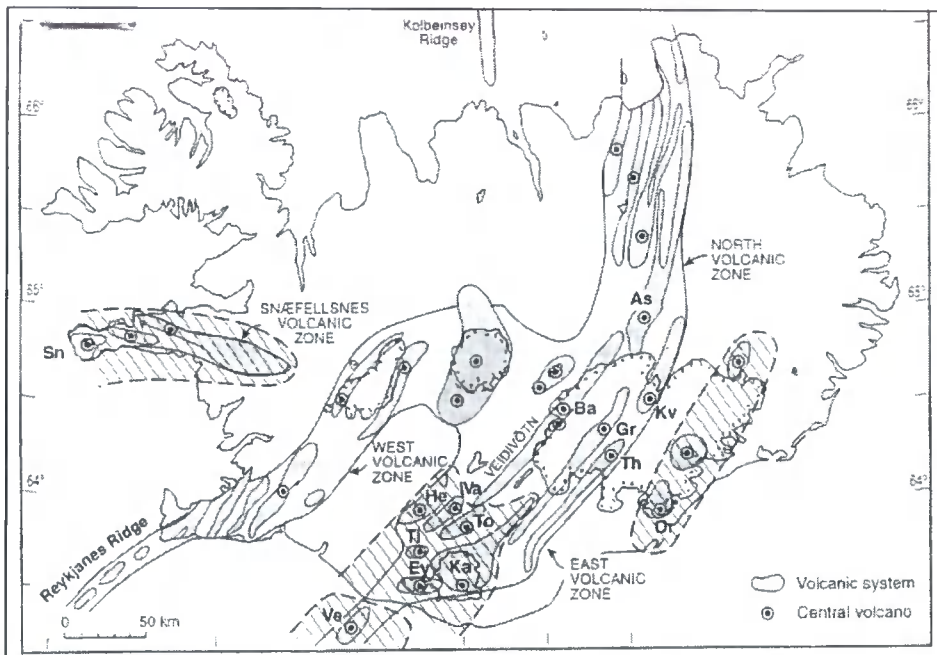 Kolbeinsey
Ridge
66°
66°
NORTH
VOLCANIC
ZONE
65°
65°
SNÆFELLSNES
VOLCANIC
ZONE
As
Sn
Ba
Kv
Gr
VEIDIVÖTN
WEST
VOLCANIC
ZONE
Th
64°
64°
He
Va
To
Or
Ti
Reykjanes Ridge
Ey
Ka
EAST
VOLCANIC
ZONE
Volcanic system
Ve
Central volcano
0
50 km